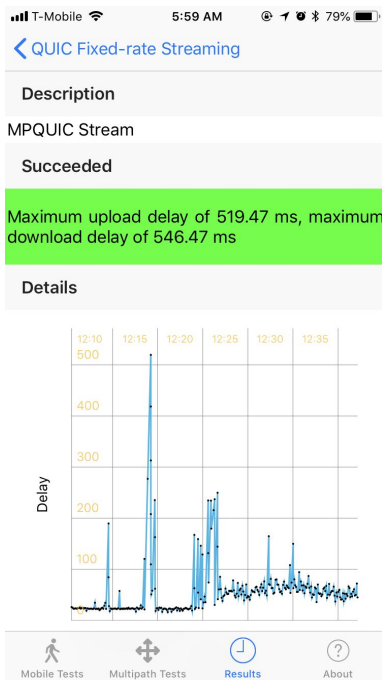 T-Mobile 5:59 AM 79%
QUIC Fixed-rate Streaming
Description
MPQUIC Stream
Succeeded
Maximum upload delay of 519.47 ms, maximum
download delay of 546.47 ms
Details
12:10 12:15 12:20 12:25 12:30 12:35
500
400
300
200
100
0
Delay
Mobile Tests Multipath Tests Results About